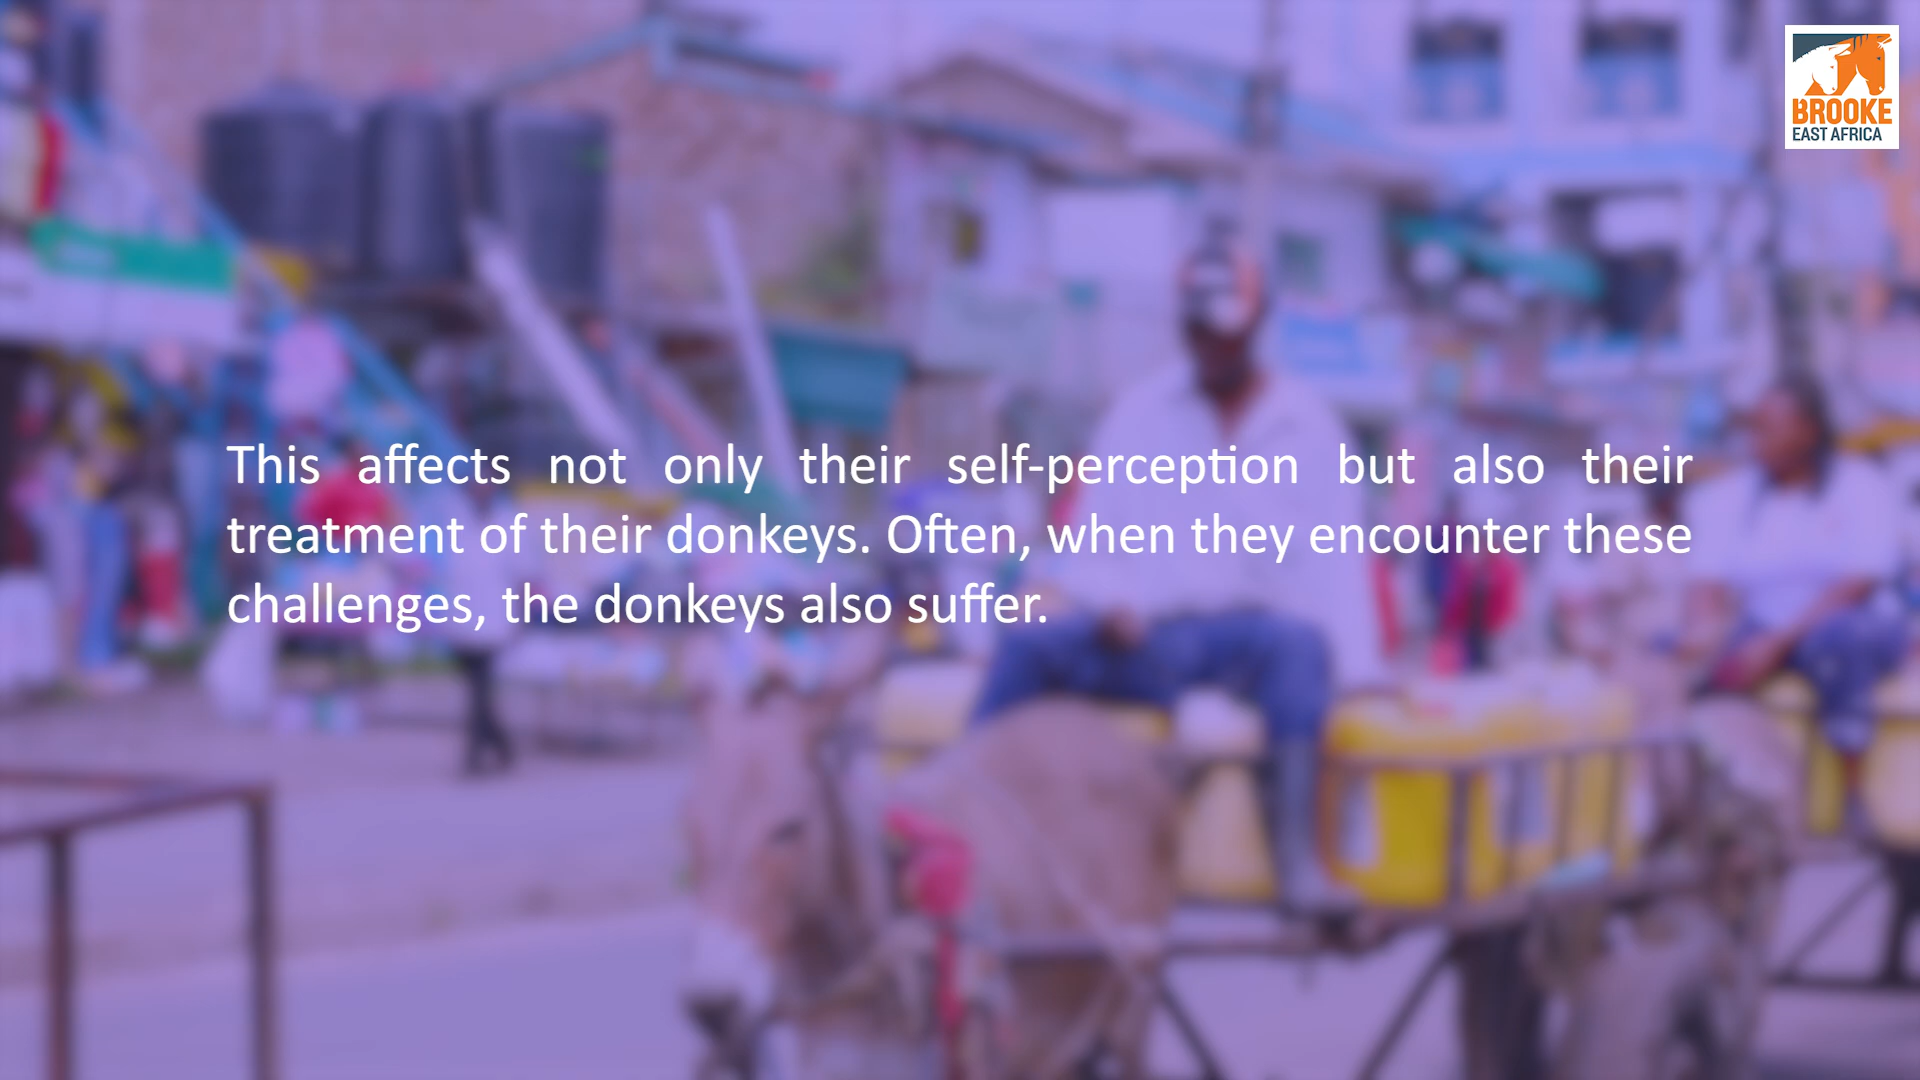 BROOKE
EAST AFRICA
This affects not only their self-perception but also their
treatment of their donkeys. Often, when they encounter these
challenges, the donkeys also suffer.